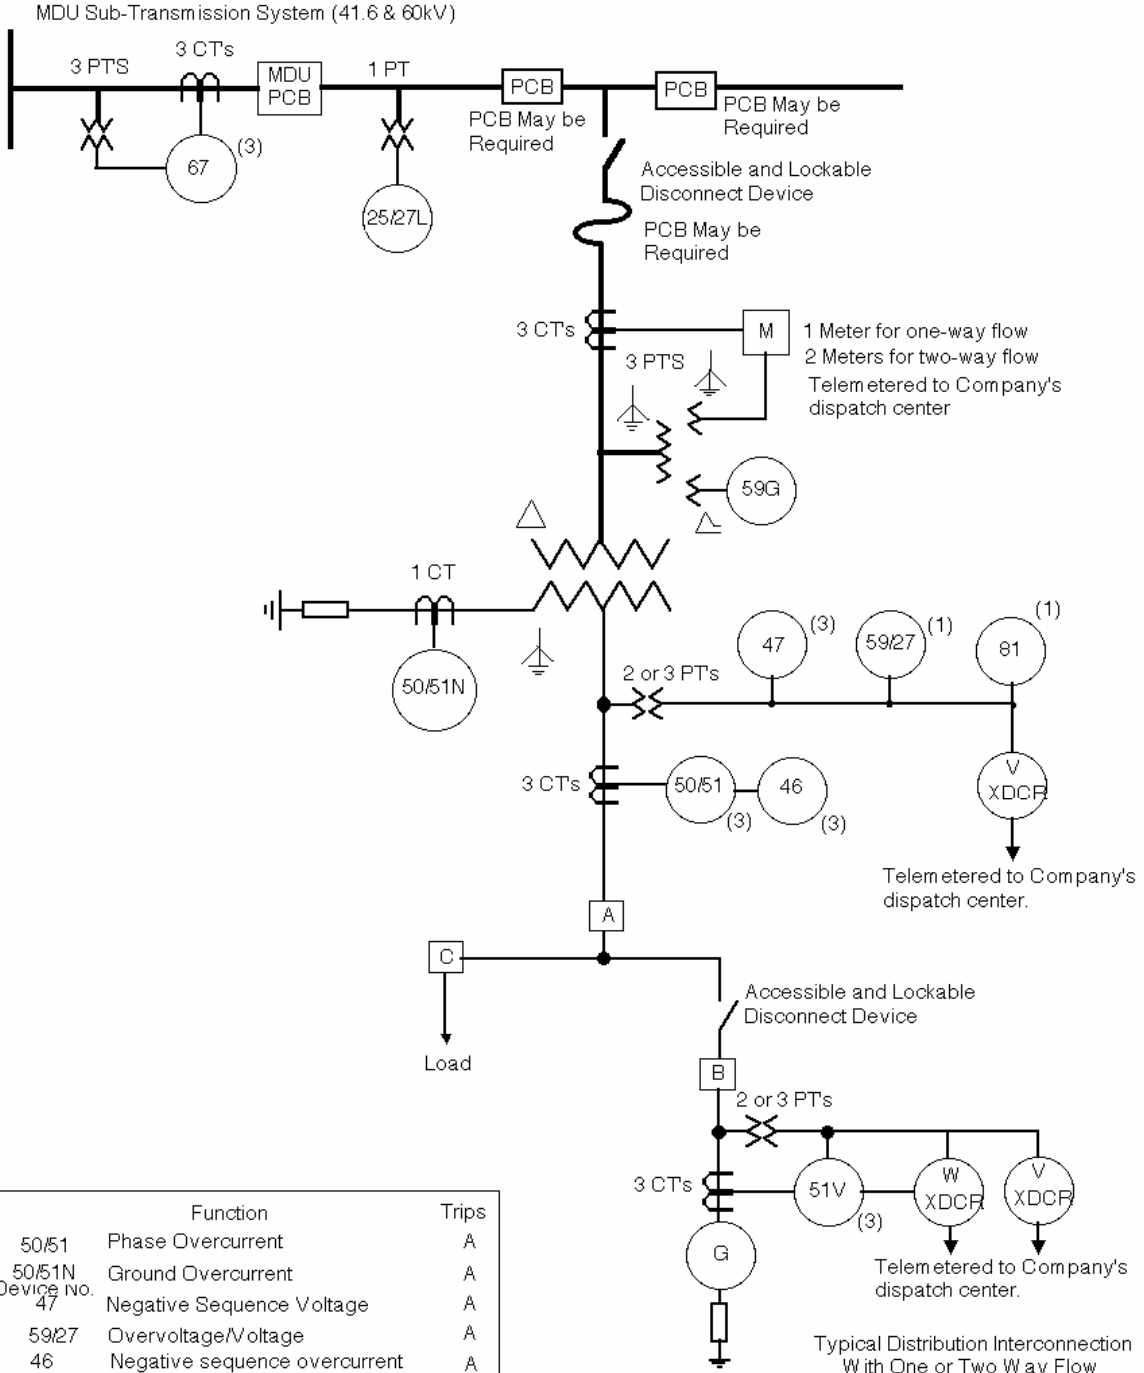 MDU Sub-Transmission System (41.6 & 60kV)
3 CT's
3 PTS
MDU
PCB
1 PT
PCB
PCB
PCB May be
Required
PCB May be
Required
67
(3)
25/27L
Accessible and Lockable
Disconnect Device
PCB May be
Required
3 CT's
M
1 Meter for one-way flow
2 Meters for two-way flow
Telemetered to Company's
dispatch center
3 PTS
59G
1 CT
50/51N
2 or 3 PT's
47
(3)
59/27
(1)
81
(1)
V
XDCR
Telemetered to Company's
dispatch center.
3 CT's
50/51
(3)
46
(3)
A
C
Load
Accessible and Lockable
Disconnect Device
B
2 or 3 PT's
3 CT's
51V
(3)
W
XDCR
V
XDCR
Telemetered to Company's
dispatch center.
G
Function Trips
50/51 Phase Overcurrent A
50/51N Ground Overcurrent A
Device No.
47 Negative Sequence Voltage A
59/27 Overvoltage/Voltage A
46 Negative sequence overcurrent A
Typical Distribution Interconnection
With One or Two Way Flow